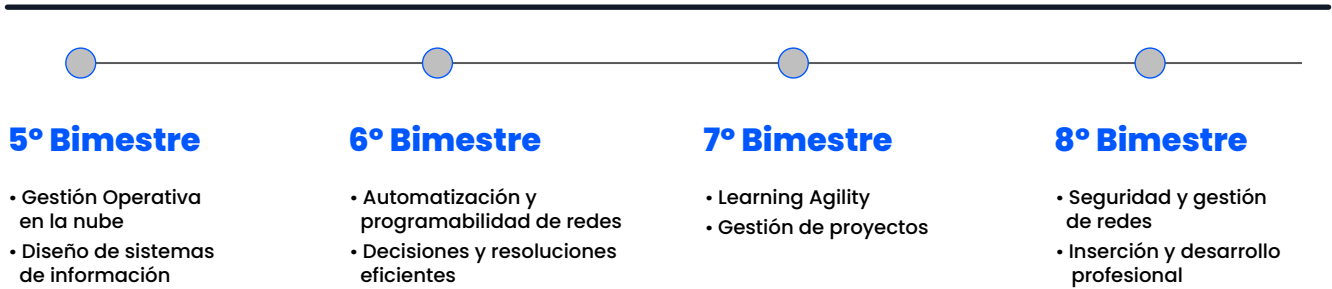 5º Bimestre
• Gestión Operativa
en la nube
• Diseño de sistemas
de información
6º Bimestre
• Automatización y
programabilidad de redes
• Decisiones y resoluciones
eficientes
7º Bimestre
• Learning Agility
• Gestión de proyectos
8º Bimestre
• Seguridad y gestión
de redes
• Inserción y desarrollo
profesional